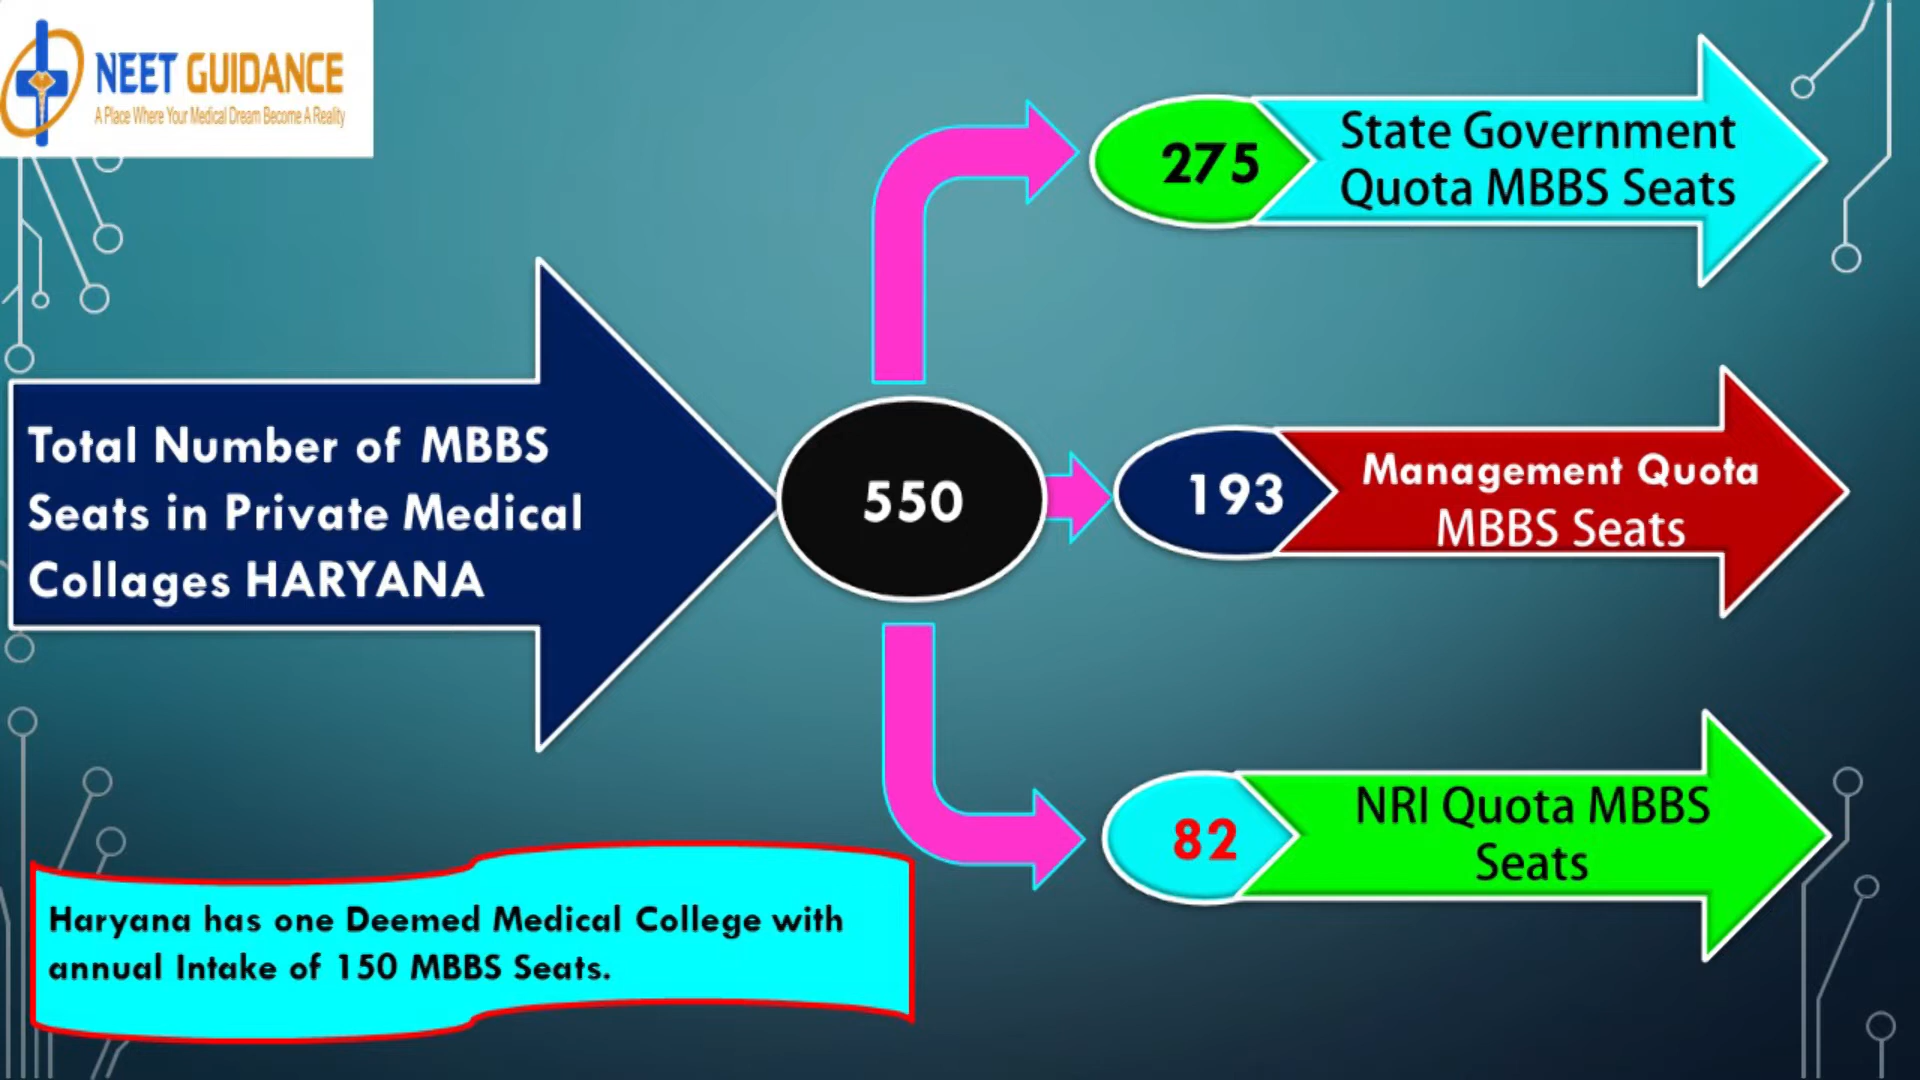 NEET GUIDANCE
A Place Where Your Medical Dream Become A Reality
275
State Government
Quota MBBS Seats
Total Number of MBBS
Seats in Private Medical
Collages HARYANA
550
193
Management Quota
MBBS Seats
82
NRI Quota MBBS
Seats
Haryana has one Deemed Medical College with
annual Intake of 150 MBBS Seats.